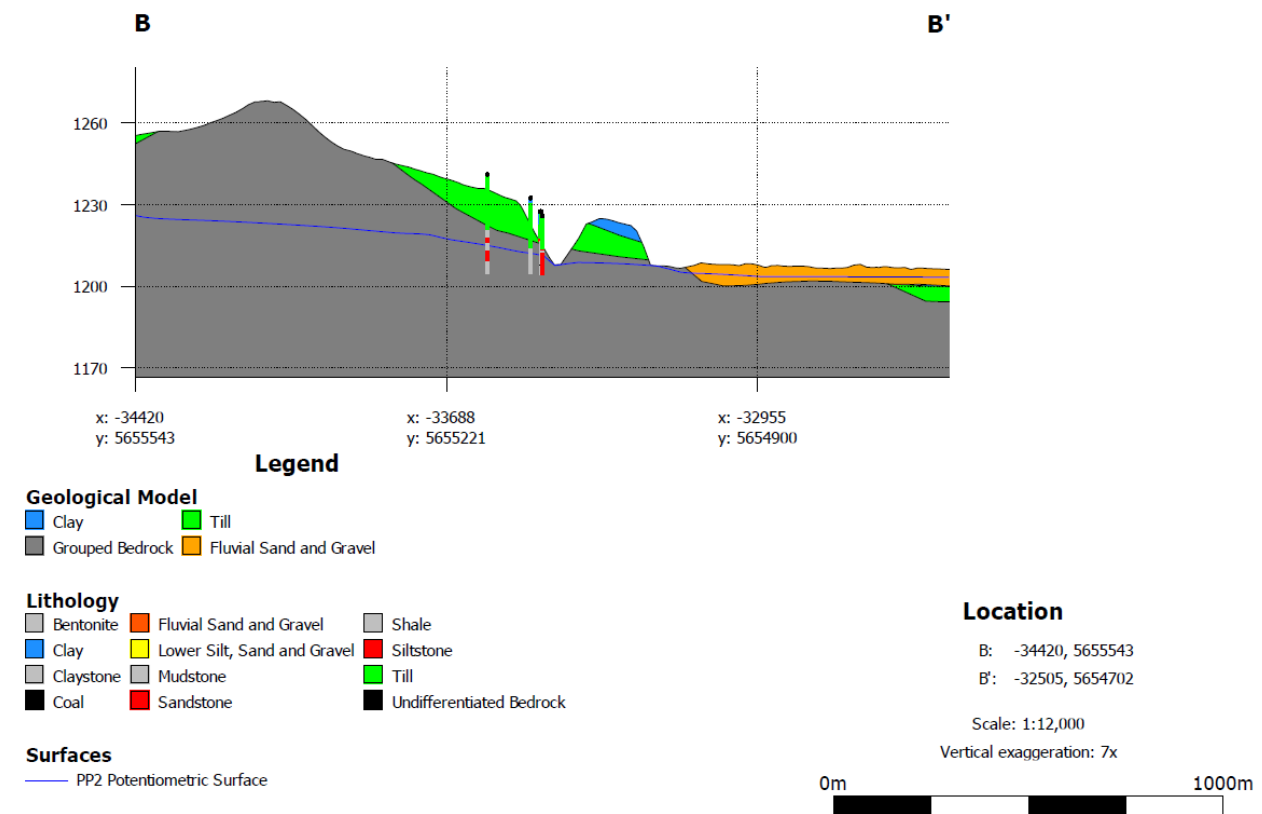 B B'
1260
1230
1200
1170
x: -34420 x: -33688 x: -32955
y: 5655543 y: 5655221 y: 5654900
Legend
Geological Model
Clay Till
Grouped Bedrock Fluvial Sand and Gravel
Lithology
Bentonite Fluvial Sand and Gravel Shale
Clay Lower Silt, Sand and Gravel Siltstone
Claystone Mudstone Till
Coal Sandstone Undifferentiated Bedrock
Surfaces
PP2 Potentiometric Surface
Location
B: -34420, 5655543
B': -32505, 5654702
Scale: 1:12,000
Vertical exaggeration: 7x
0m 1000m